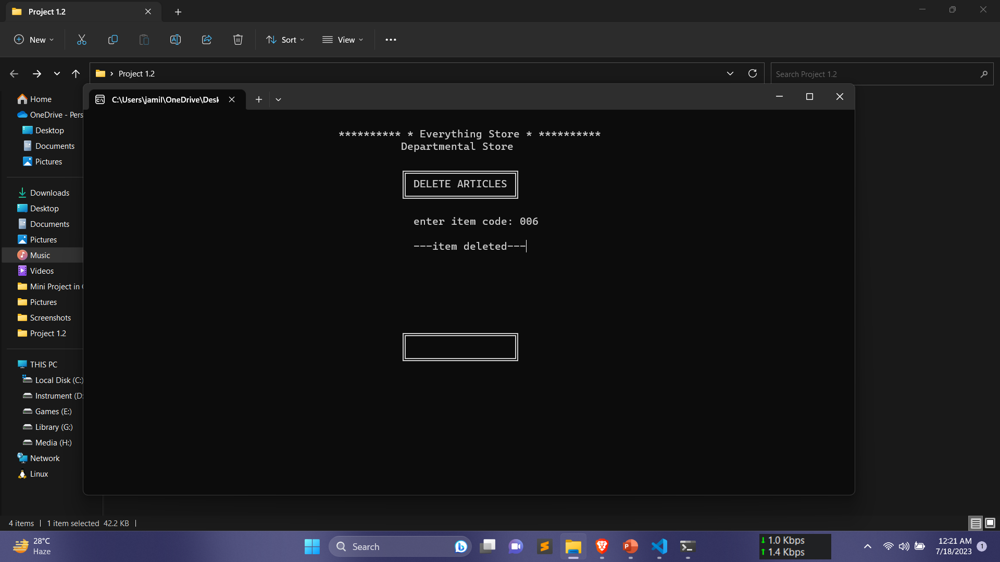 Project 1.2
New
Sort
View
Project 1.2
Search Project 1.2
Home
OneDrive - Pers
Desktop
Documents
Pictures
Downloads
Desktop
Documents
Pictures
Music
Videos
Mini Project in
Pictures
Screenshots
Project 1.2
THIS PC
Local Disk (C:)
Instrument (D:
Games (E:)
Library (G:)
Media (H:)
Network
Linux
4 items | 1 item selected 42.2 KB |
C:\Users\jamil\OneDrive\Desk
********** * Everything Store * **********
Departmental Store
DELETE ARTICLES
enter item code: 006
---item deleted---
28°C
Haze
Search
↓ 1.0 Kbps
↑ 1.4 Kbps
12:21 AM
7/18/2023
1